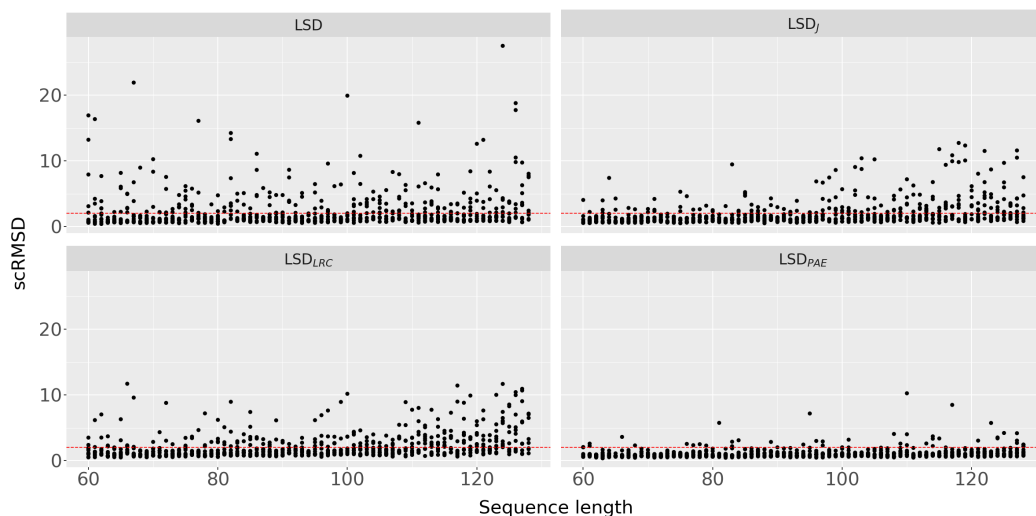 LSD
LSD_J
20
10
0
scRMSD
LSD_LRC
LSD_PAE
20
10
0
60 80 100 120
60 80 100 120
Sequence length